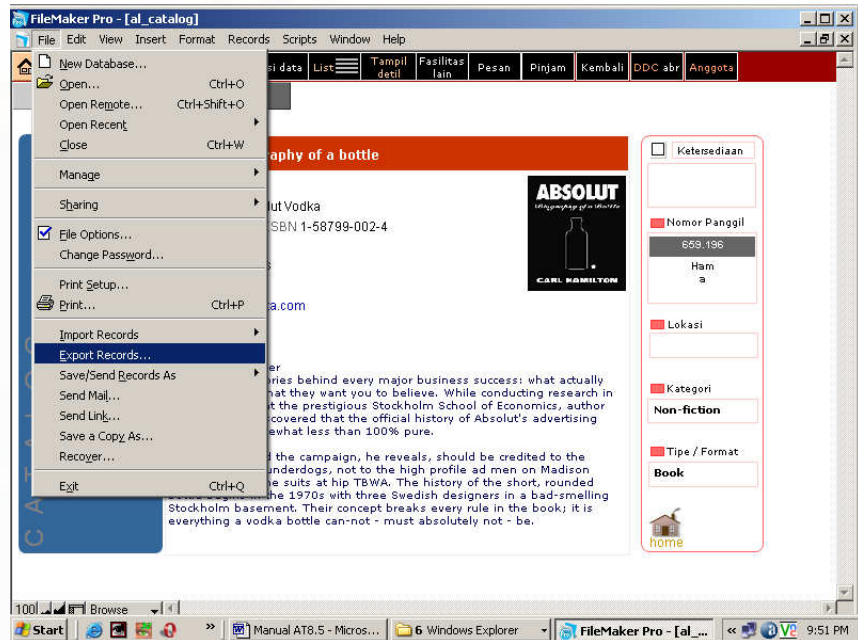 FileMaker Pro - [al_catalog]
File Edit View Insert Format Records Scripts Window Help
si data List Tampil detil Fasilitas lain Pesan Pinjam Kembali DDC abr Anggota
New Database...
Open... Ctrl+O
Open Remote... Ctrl+Shift+O
Open Recent
Close Ctrl+W
Manage
Sharing
File Options...
Change Password...
Print Setup...
Print... Ctrl+P
Import Records
Export Records...
Save/Send Records As
Send Mail...
Send Link...
Save a Copy As...
Recover...
Exit Ctrl+Q
aphy of a bottle
lut Vodka
SBN 1-58799-002-4
a.com
er
ries behind every major business success: what actually
hat they want you to believe. While conducting research in
t the prestigious Stockholm School of Economics, author
covered that the official history of Absolut's advertising
ewhat less than 100% pure.
the campaign, he reveals, should be credited to the
underdogs, not to the high profile ad men on Madison
he suits at hip TBWA. The history of the short, rounded
the 1970s with three Swedish designers in a bad-smelling
Stockholm basement. Their concept breaks every rule in the book; it is
everything a vodka bottle can-not - must absolutely not - be.
ABSOLUT
Biography of a Bottle
CARL HAMILTON
Ketersediaan
Nomor Panggil
659.196
Ham
a
Lokasi
Kategori
Non-fiction
Tipe / Format
Book
home
100 Browse
Start » Manual AT8.5 - Micros... 6 Windows Explorer FileMaker Pro - [al_... « 9:51 PM